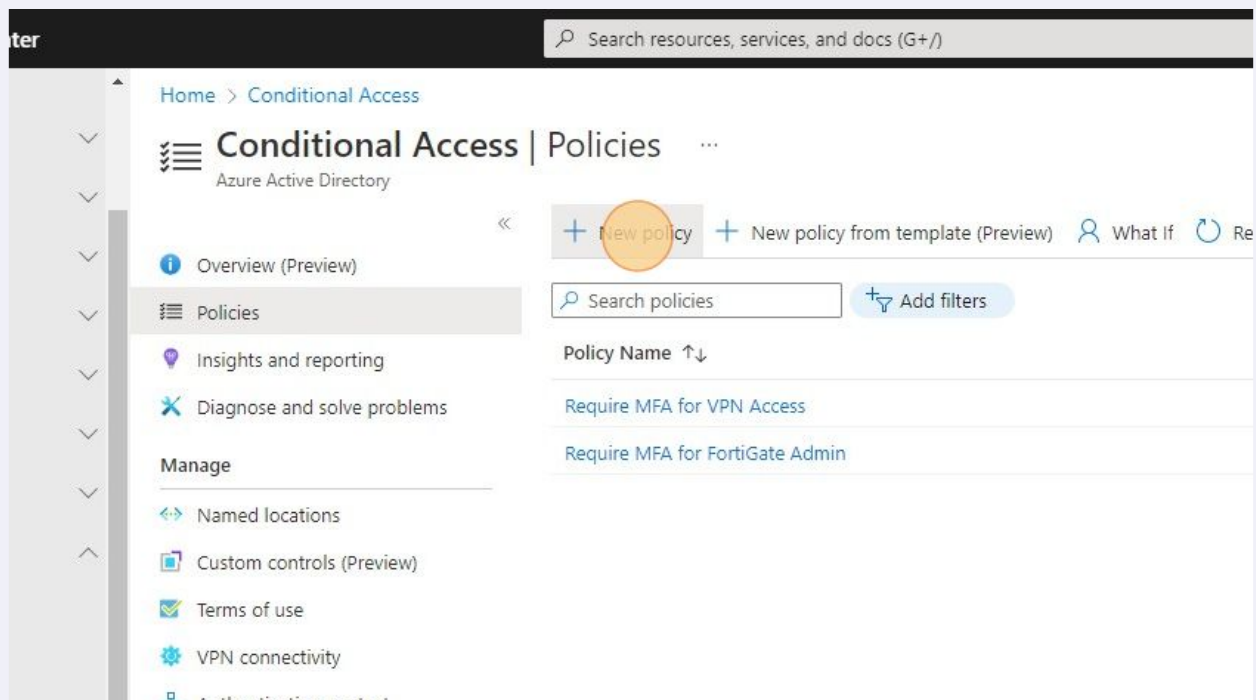 ter
Search resources, services, and docs (G+/)
Home > Conditional Access
Conditional Access | Policies ...
Azure Active Directory
«
+ New policy + New policy from template (Preview) What If Re
Overview (Preview)
Policies
Insights and reporting
Diagnose and solve problems
Search policies Add filters
Policy Name ↑↓
Require MFA for VPN Access
Require MFA for FortiGate Admin
Manage
Named locations
Custom controls (Preview)
Terms of use
VPN connectivity